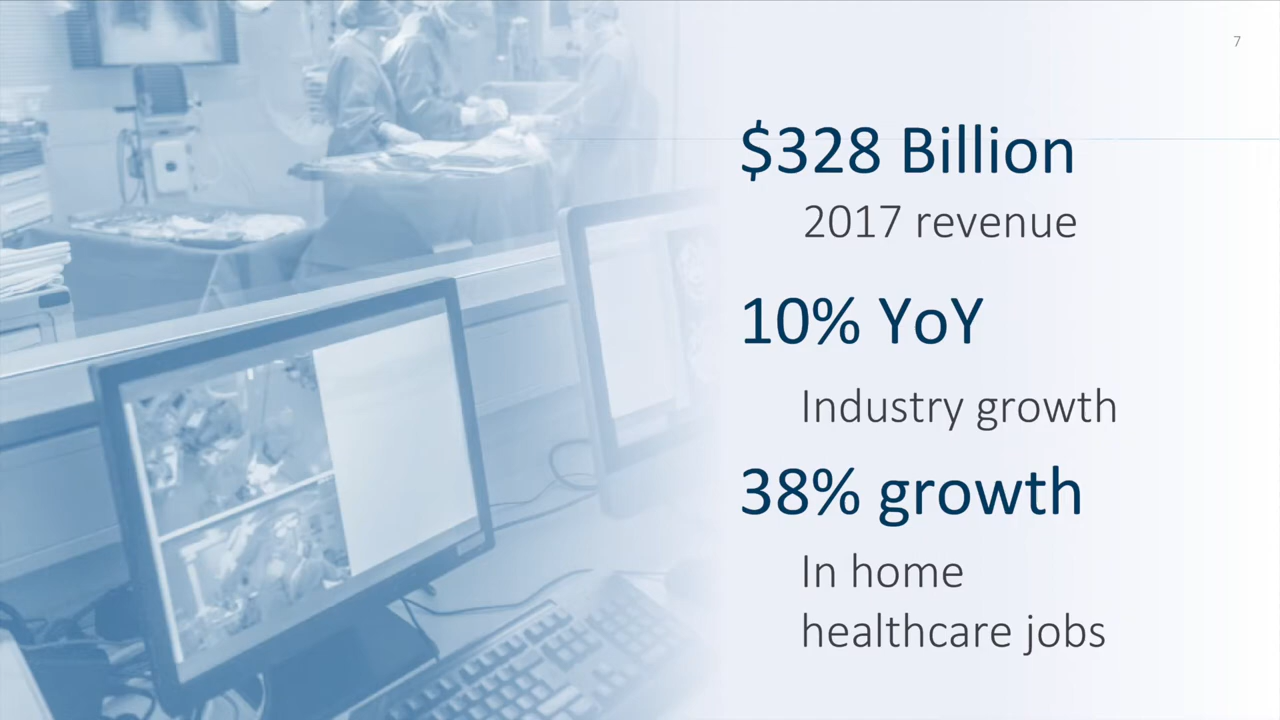 7
$328 Billion
2017 revenue
10% YoY
Industry growth
38% growth
In home
healthcare jobs